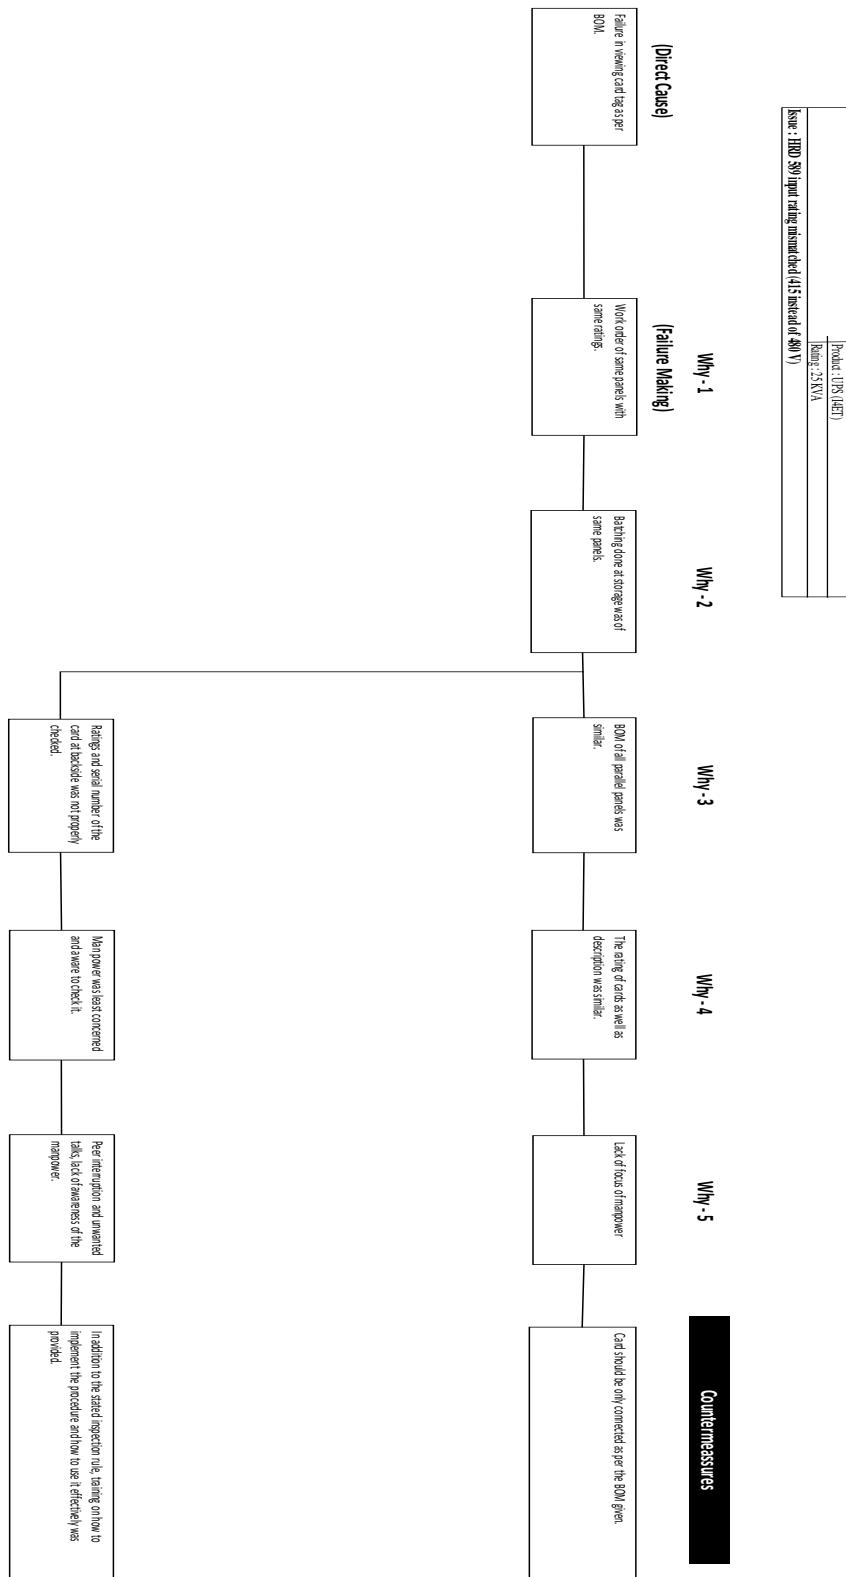 Product : UPS (I4ET)
Rating : 25 KVA
Issue : HRD 589 input rating mismatched (415 instead of 480 V)
Why - 1
Why - 2
Why - 3
Why - 4
Why - 5
Countermeassures
(Direct Cause)
(Failure Making)
Failure in viewing card tag as per
BOM.
Work order of same panels with
same ratings.
Batching done at storage was of
same panels.
BOM of all parallel panels was
similar.
The rating of cards as well as
description was similar.
Lack of focus of manpower
Card should be only connected as per the BOM given.
Ratings and serial number of the
card at backside was not properly
checked.
Man power was least concerned
and aware to check it.
Peer interruption and unwanted
talks, lack of awareness of the
manpower.
In addition to the stated inspection rule, training on how to
implement the procedure and how to use it effectively was
provided.